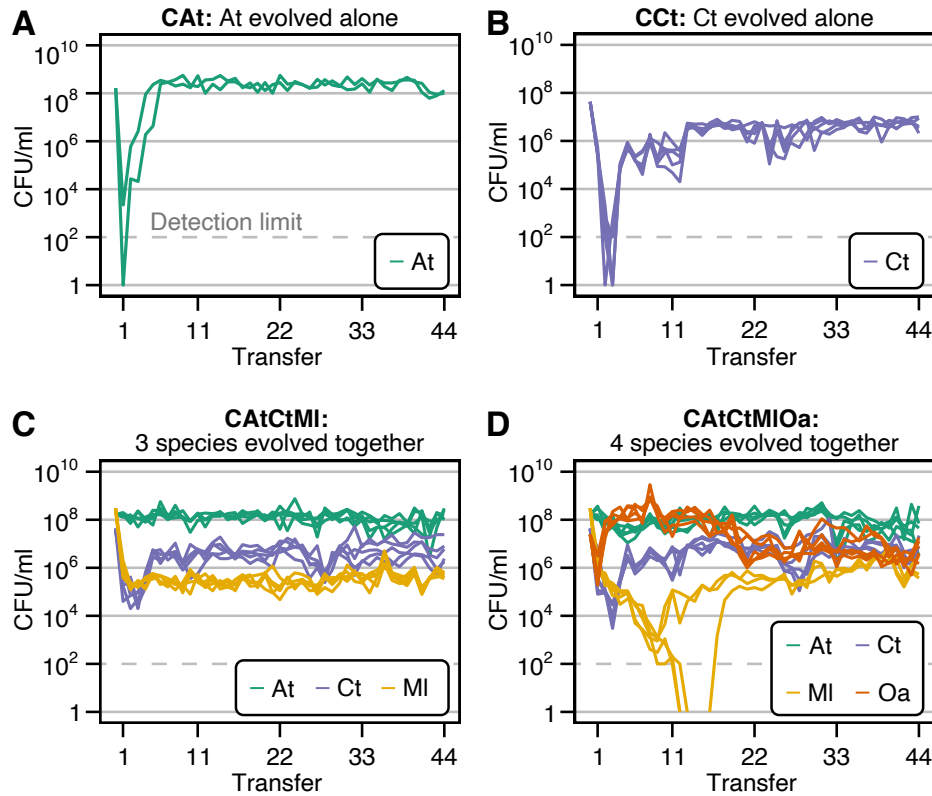 A
CAt: At evolved alone
10^10
10^8
10^6
10^4
10^2
1
CFU/ml
Detection limit
At
1 11 22 33 44
Transfer
B
CCt: Ct evolved alone
10^10
10^8
10^6
10^4
10^2
1
CFU/ml
Ct
1 11 22 33 44
Transfer
C
CAtCtMl:
3 species evolved together
10^10
10^8
10^6
10^4
10^2
1
CFU/ml
At Ct Ml
1 11 22 33 44
Transfer
D
CAtCtMlOa:
4 species evolved together
10^10
10^8
10^6
10^4
10^2
1
CFU/ml
At Ct
Ml Oa
1 11 22 33 44
Transfer